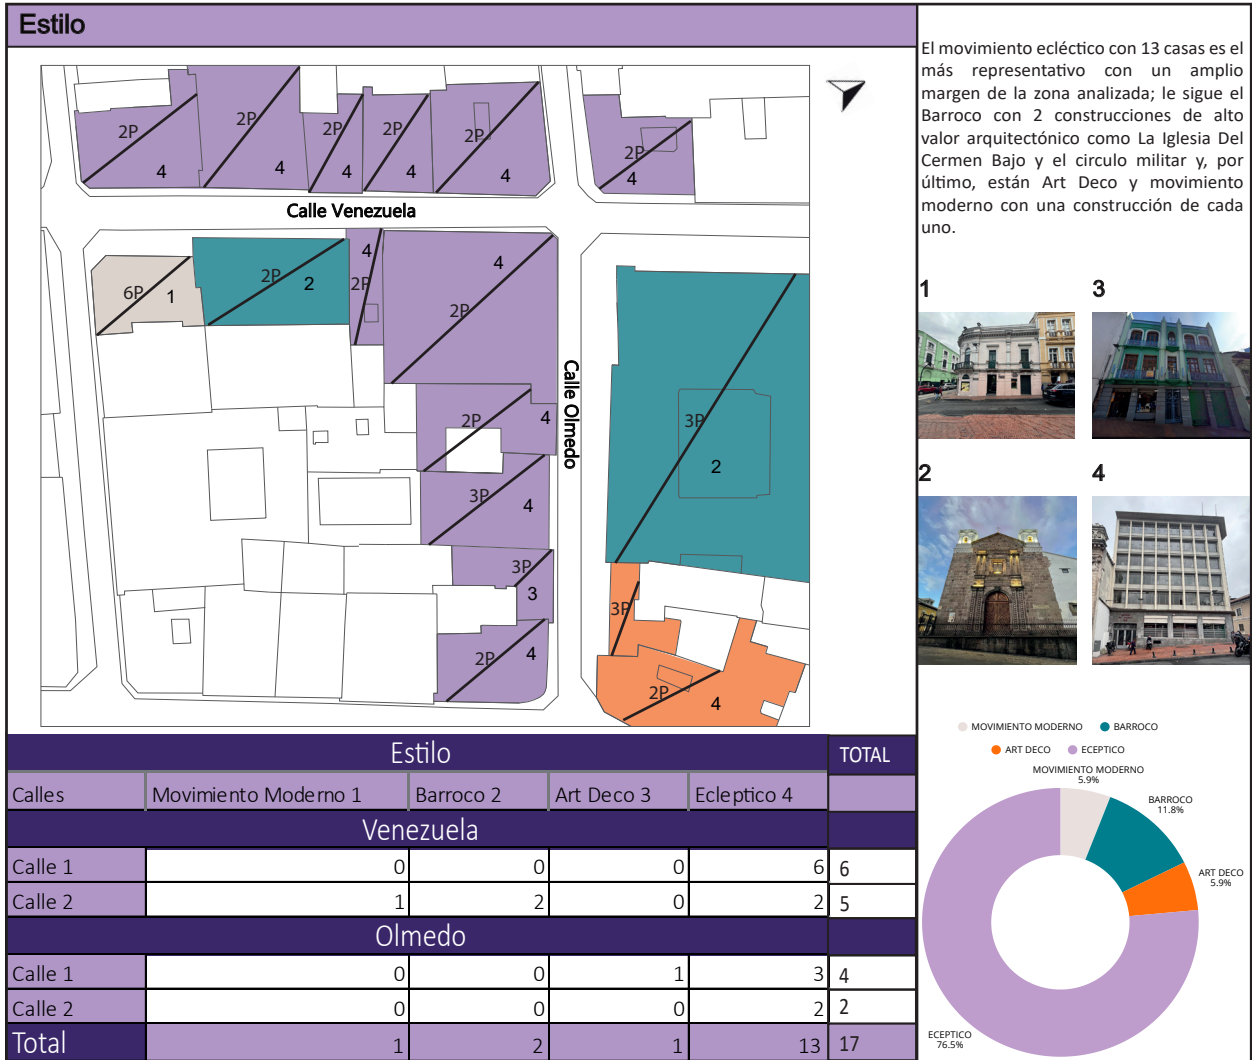 Estilo
2P
4
2P
4
2P
4
2P
4
2P
4
2P
4
Calle Venezuela
6P
1
2P
2
4
2P
4
2P
Calle Olmedo
2P
4
3P
4
3P
3
2P
4
3P
2
3P
2P
4
El movimiento ecléctico con 13 casas es el
más representativo con un amplio
margen de la zona analizada; le sigue el
Barroco con 2 construcciones de alto
valor arquitectónico como La Iglesia Del
Cermen Bajo y el circulo militar y, por
último, están Art Deco y movimiento
moderno con una construcción de cada
uno.
1
3
2
4
MOVIMIENTO MODERNO
BARROCO
ART DECO
ECEPTICO
MOVIMIENTO MODERNO
5.9%
BARROCO
11.8%
ART DECO
5.9%
ECEPTICO
76.5%
Estilo TOTAL
Calles Movimiento Moderno 1 Barroco 2 Art Deco 3 Ecleptico 4
Venezuela
Calle 1 0 0 0 6 6
Calle 2 1 2 0 2 5
Olmedo
Calle 1 0 0 1 3 4
Calle 2 0 0 0 2 2
Total 1 2 1 13 17